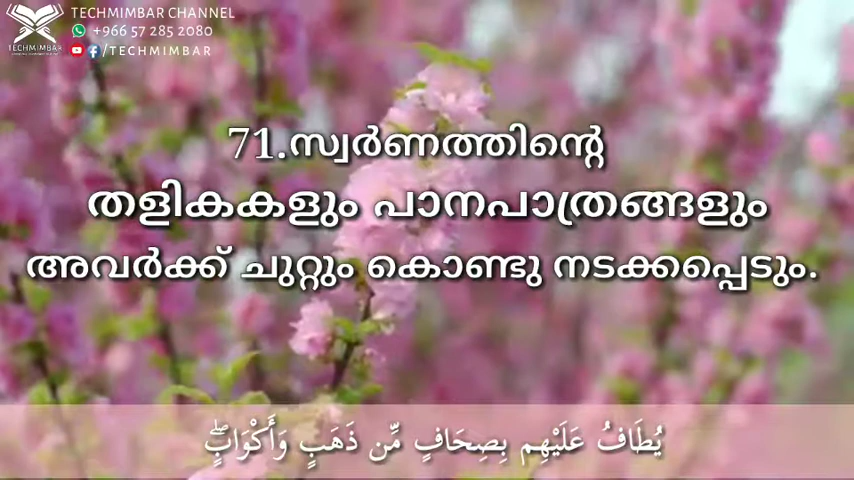 TECHMIMBAR CHANNEL
+966 57 285 2080
/TECHMIMBAR
TECHMIMBAR
71.സ്വർണത്തിന്റെ
തളികകളും പാനപാത്രങ്ങളും
അവർക്ക് ചുറ്റും കൊണ്ടു നടക്കപ്പെടും.
يُطَافُ عَلَيْهِم بِصِحَافٍ مِّن ذَهَبٍ وَأَكْوَابٍ ۖ